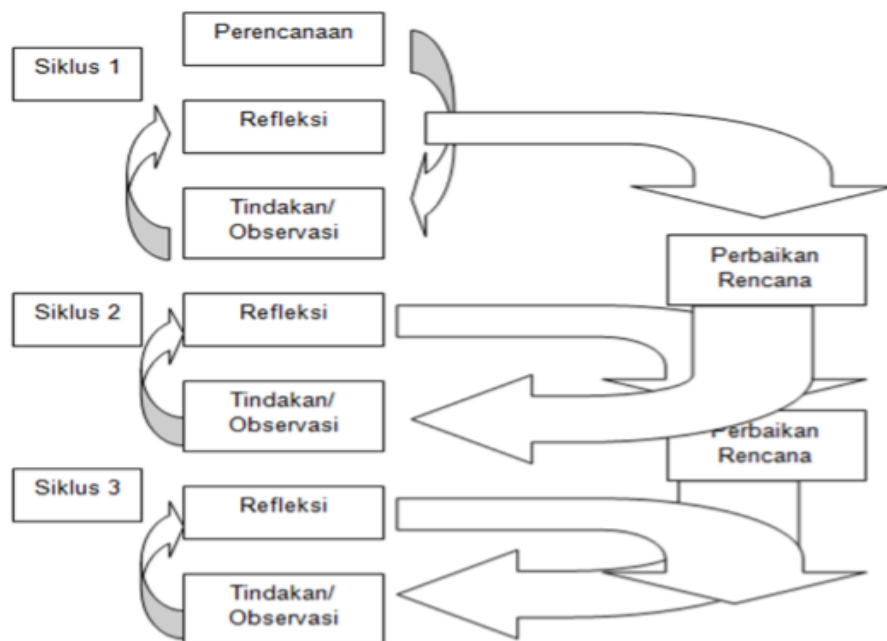 Perencanaan
Siklus 1
Refleksi
Tindakan/
Observasi
Perbaikan
Rencana
Siklus 2
Refleksi
Tindakan/
Observasi
Perbaikan
Rencana
Siklus 3
Refleksi
Tindakan/
Observasi